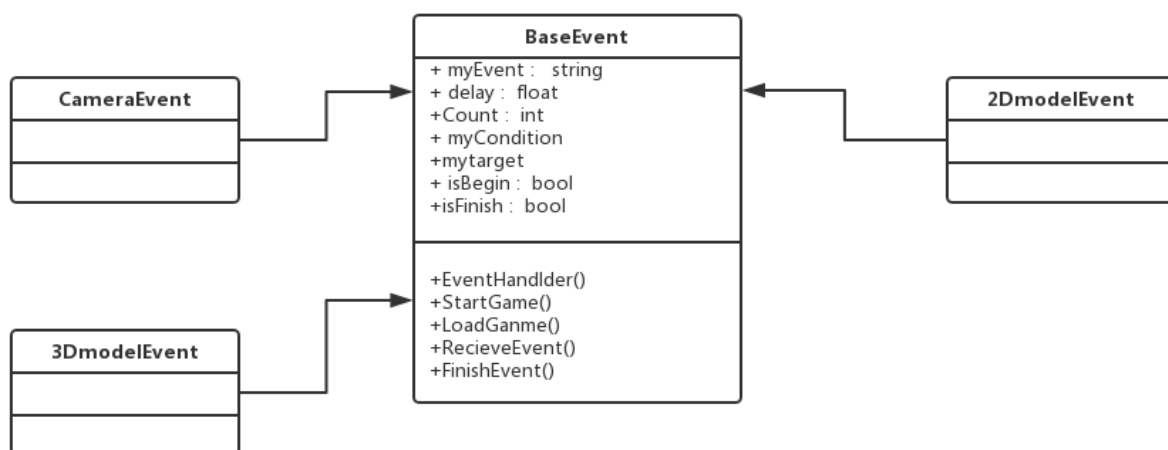 BaseEvent
+ myEvent :   string
+ delay :  float
+Count :  int
+ myCondition
+mytarget
+ isBegin :  bool
+isFinish :  bool
+EventHandlder()
+StartGame()
+LoadGanme()
+RecieveEvent()
+FinishEvent()
CameraEvent
2DmodelEvent
3DmodelEvent